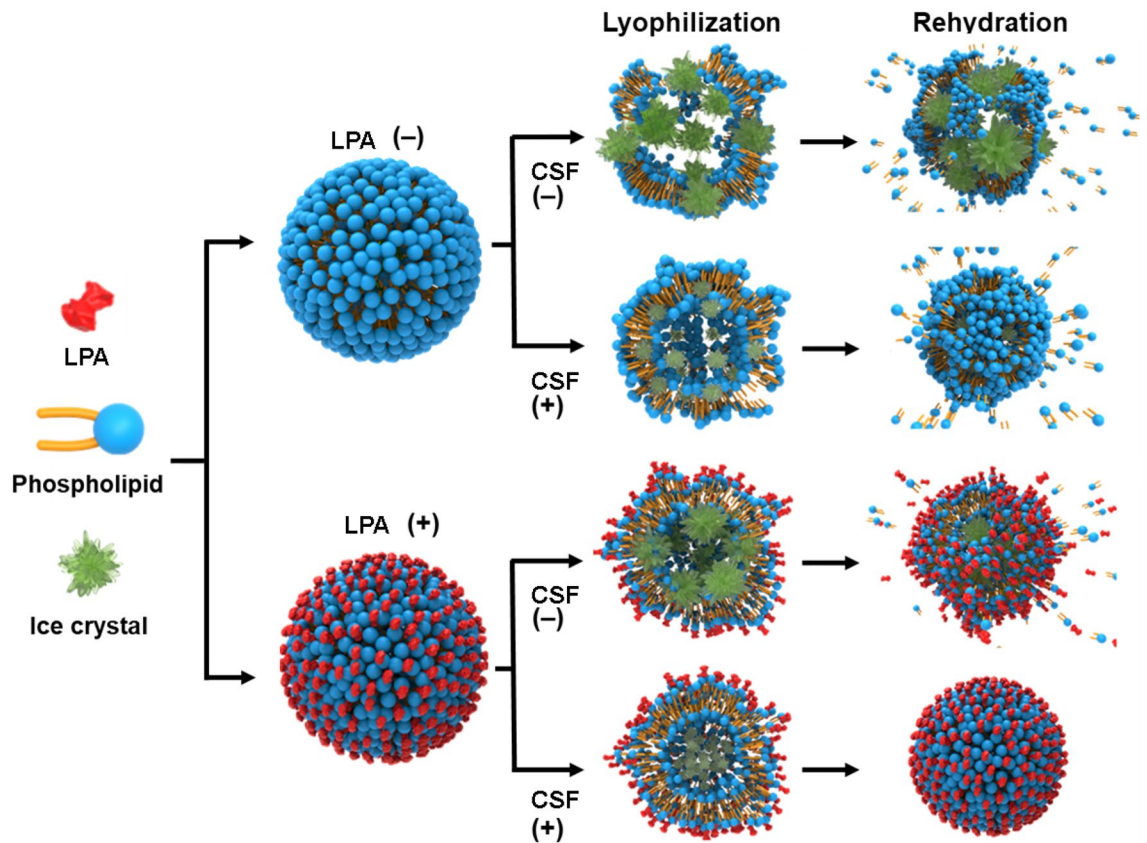 Lyophilization
Rehydration
LPA (–)
CSF
(–)
CSF
(+)
LPA
Phospholipid
Ice crystal
LPA (+)
CSF
(–)
CSF
(+)